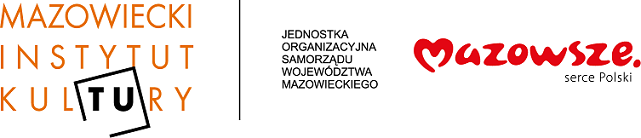 MAZOWIECKI
INSTYTUT
KULTURY
JEDNOSTKA
ORGANIZACYJNA
SAMORZĄDU
WOJEWÓDZTWA
MAZOWIECKIEGO
mazowsze.
serce Polski